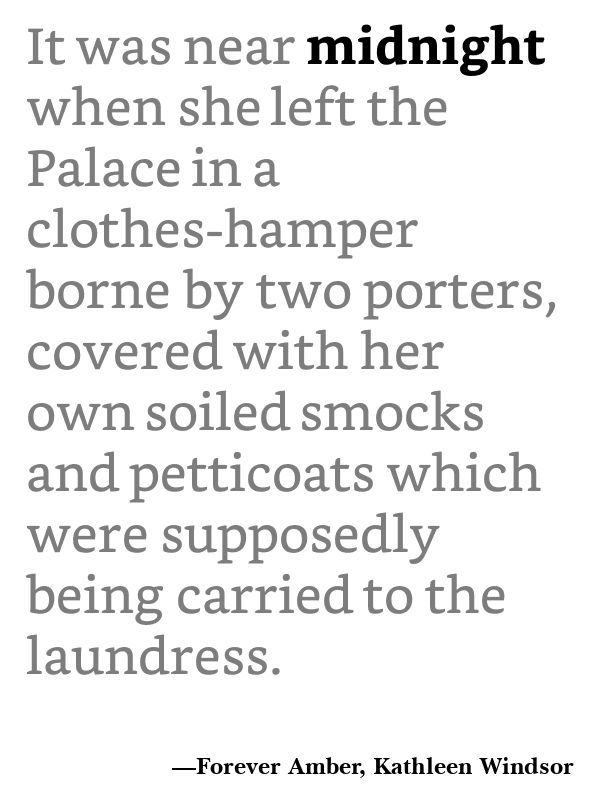 It was near midnight
when she left the
Palace in a
clothes-hamper
borne by two porters,
covered with her
own soiled smocks
and petticoats which
were supposedly
being carried to the
laundress.
—Forever Amber, Kathleen Windsor